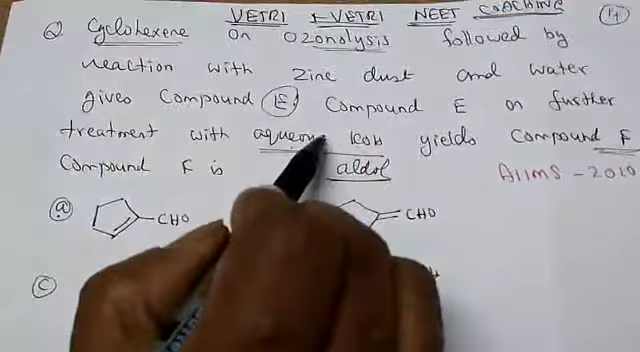 VETRI VETRI NEET COACHING 14
Q Cyclohexene on Ozonolysis followed by
reaction with zinc dust and water
gives Compound (E). Compound E on further
treatment with aqueous KOH yields Compound F
Compound F is aldol AIIMS - 2010
(a) CHO CHO
(c)